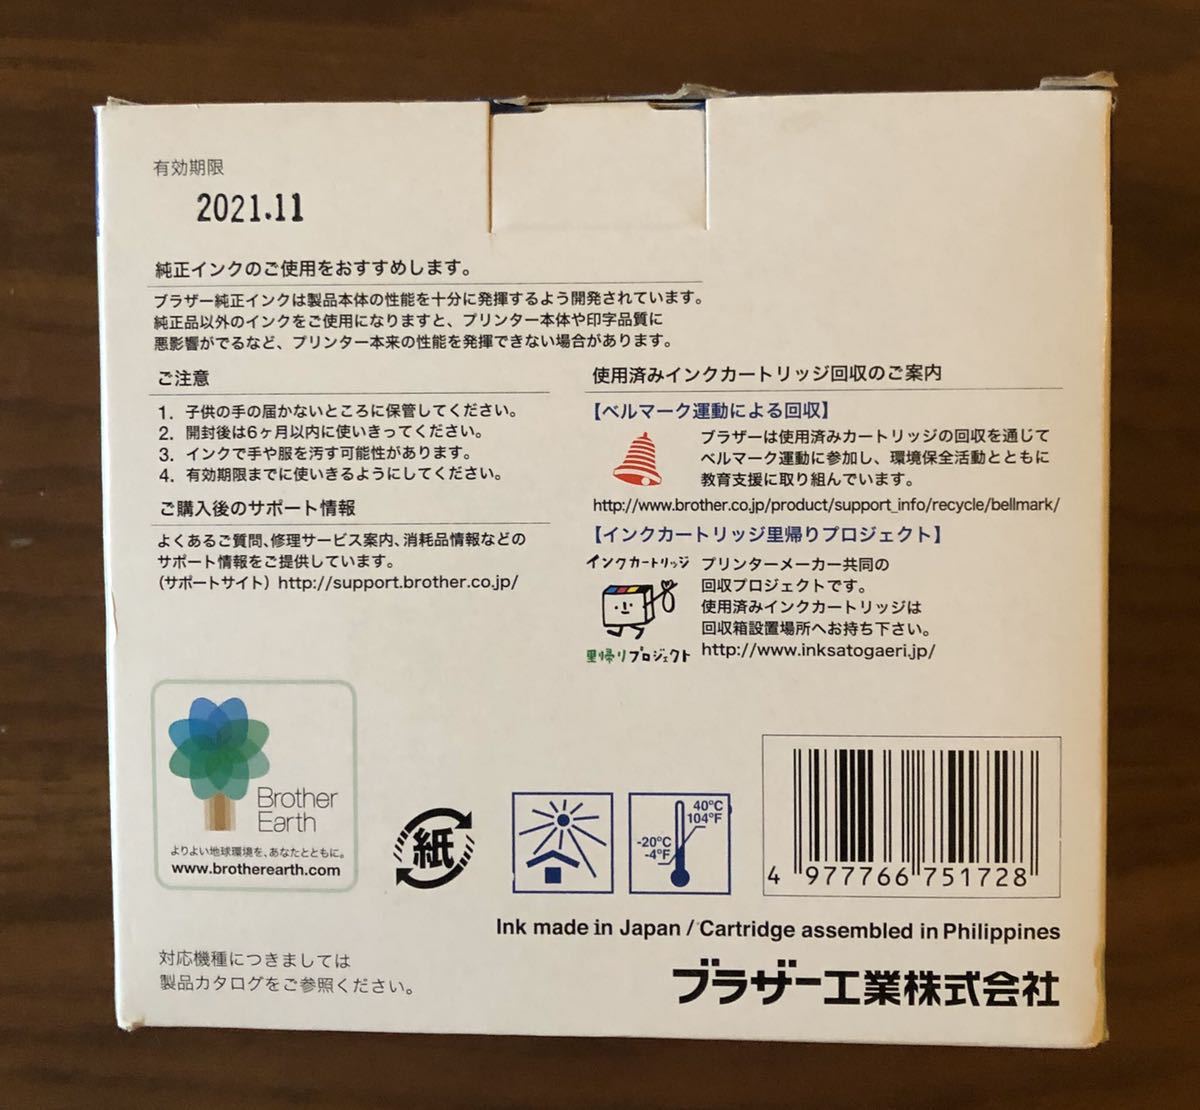 有効期限
2021.11
純正インクのご使用をおすすめします。
ブラザー純正インクは製品本体の性能を十分に発揮するよう開発されています。
純正品以外のインクをご使用になりますと、プリンター本体や印字品質に
悪影響がでるなど、プリンター本来の性能を発揮できない場合があります。
ご注意
1. 子供の手の届かないところに保管してください。
2. 開封後は6ヶ月以内に使いきってください。
3. インクで手や服を汚す可能性があります。
4. 有効期限までに使いきるようにしてください。
ご購入後のサポート情報
よくあるご質問、修理サービス案内、消耗品情報などの
サポート情報をご提供しています。
(サポートサイト) http://support.brother.co.jp/
使用済みインクカートリッジ回収のご案内
【ベルマーク運動による回収】
ブラザーは使用済みカートリッジの回収を通じて
ベルマーク運動に参加し、環境保全活動とともに
教育支援に取り組んでいます。
http://www.brother.co.jp/product/support_info/recycle/bellmark/
【インクカートリッジ里帰りプロジェクト】
インクカートリッジ
里帰りプロジェクト
プリンターメーカー共同の
回収プロジェクトです。
使用済みインクカートリッジは
回収箱設置場所へお持ち下さい。
http://www.inksatogaeri.jp/
Brother
Earth
よりよい地球環境を、あなたとともに。
www.brotherearth.com
紙
40°C
104°F
-20°C
-4°F
4 977766 751728
Ink made in Japan / Cartridge assembled in Philippines
対応機種につきましては
製品カタログをご参照ください。
ブラザー工業株式会社